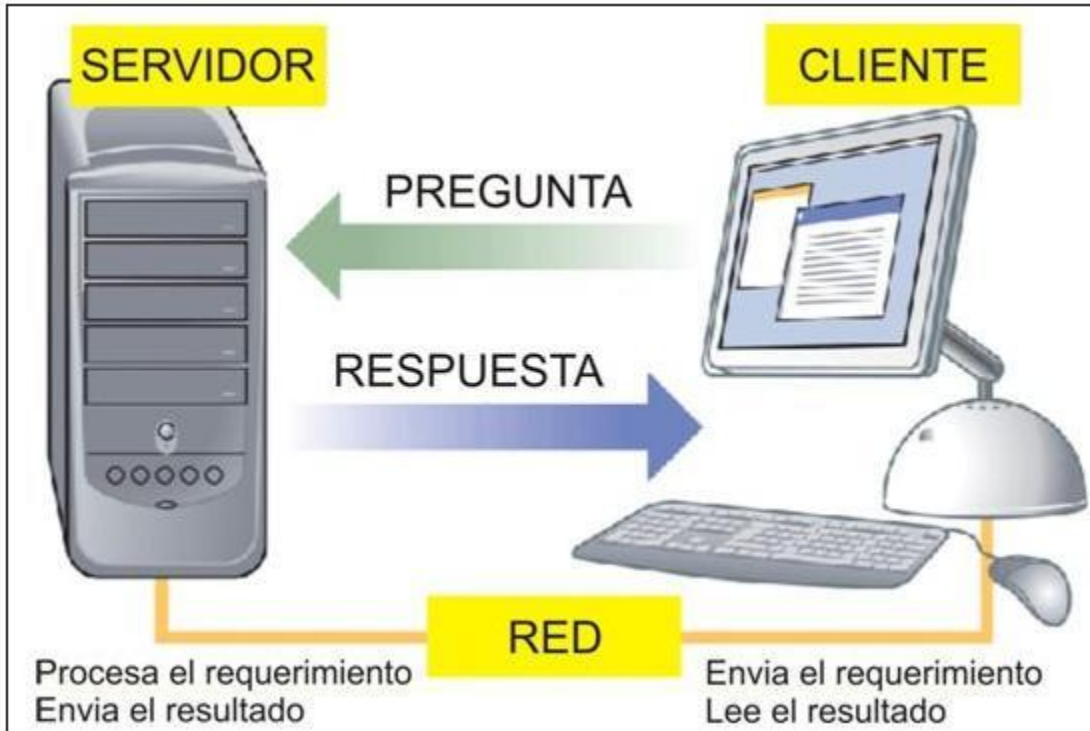 SERVIDOR
CLIENTE
PREGUNTA
RESPUESTA
RED
Procesa el requerimiento
Envia el resultado
Envia el requerimiento
Lee el resultado